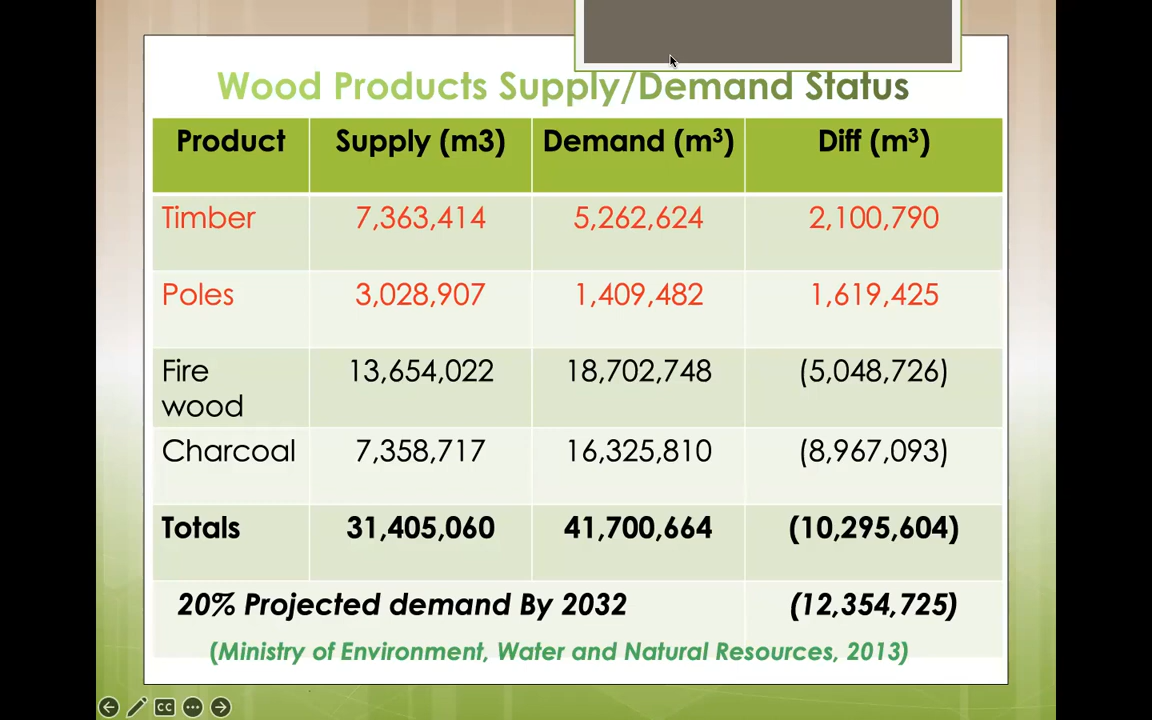 Wood Products Supply/Demand Status
Product Supply (m3) Demand (m³) Diff (m³)
Timber 7,363,414 5,262,624 2,100,790
Poles 3,028,907 1,409,482 1,619,425
Fire wood 13,654,022 18,702,748 (5,048,726)
Charcoal 7,358,717 16,325,810 (8,967,093)
Totals 31,405,060 41,700,664 (10,295,604)
20% Projected demand By 2032 (12,354,725)
(Ministry of Environment, Water and Natural Resources, 2013)
CC